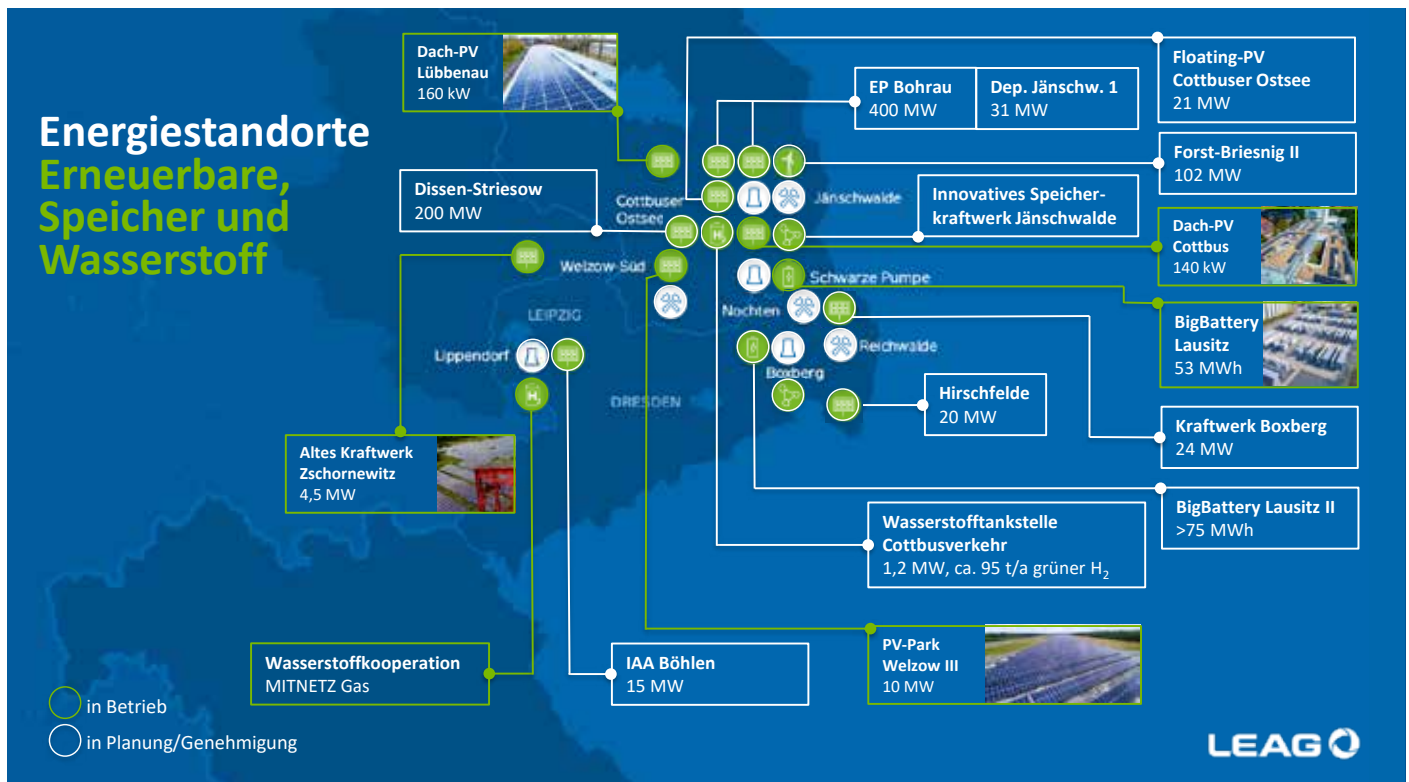 Energiestandorte
Erneuerbare,
Speicher und
Wasserstoff
Dach-PV
Lübbenau
160 kW
EP Bohrau
400 MW
Dep. Jänschw. 1
31 MW
Floating-PV
Cottbuser Ostsee
21 MW
Forst-Briesnig II
102 MW
Dissen-Striesow
200 MW
Cottbuser
Ostsee
Jänschwalde
Innovatives Speicher-
kraftwerk Jänschwalde
Dach-PV
Cottbus
140 kW
Welzow-Süd
Schwarze Pumpe
Nochten
LEIPZIG
BigBattery
Lausitz
53 MWh
Lippendorf
Reichwalde
Boxberg
H2
H2
DRESDEN
Hirschfelde
20 MW
Kraftwerk Boxberg
24 MW
Altes Kraftwerk
Zschornewitz
4,5 MW
BigBattery Lausitz II
>75 MWh
Wasserstofftankstelle
Cottbusverkehr
1,2 MW, ca. 95 t/a grüner H2
Wasserstoffkooperation
MITNETZ Gas
IAA Böhlen
15 MW
PV-Park
Welzow III
10 MW
in Betrieb
in Planung/Genehmigung
LEAG